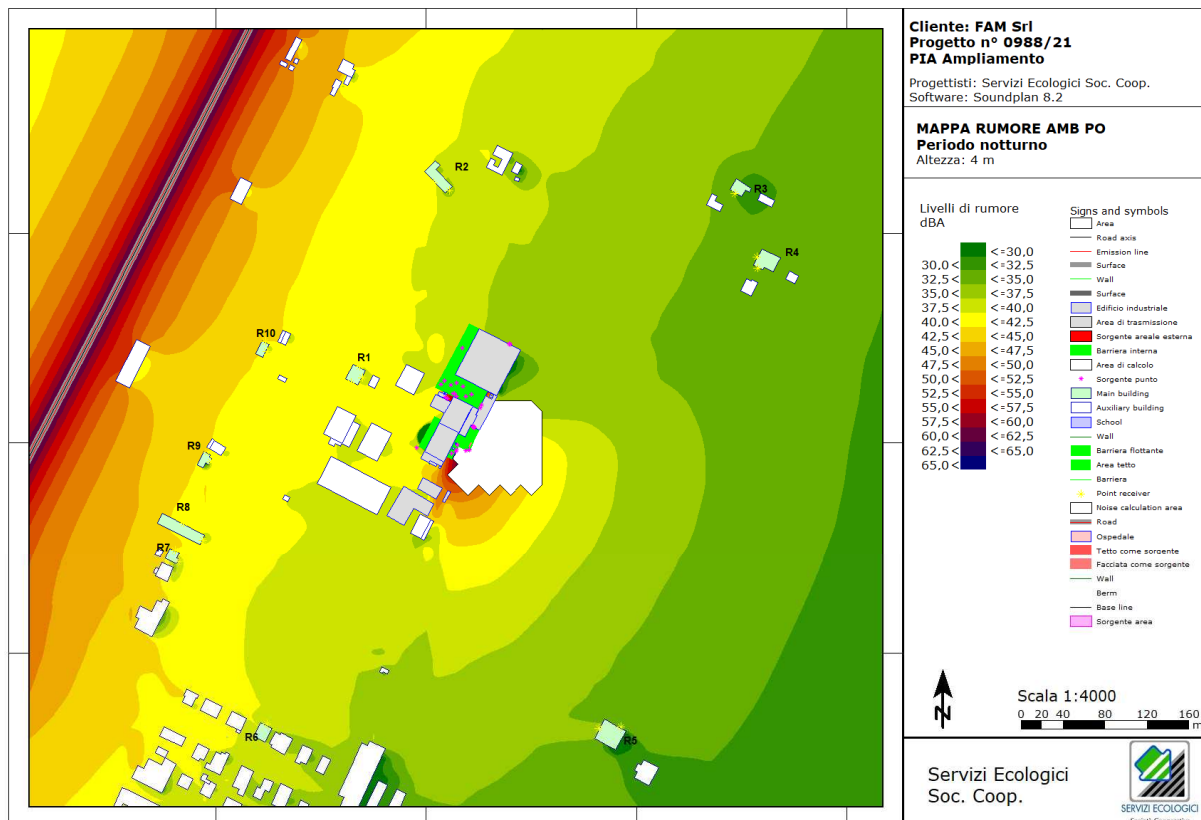 Cliente: FAM Srl
Progetto n° 0988/21
PIA Ampliamento
Progettisti: Servizi Ecologici Soc. Coop.
Software: Soundplan 8.2
MAPPA RUMORE AMB PO
Periodo notturno
Altezza: 4 m
Livelli di rumore
dBA
<=30,0
30,0< <=32,5
32,5< <=35,0
35,0< <=37,5
37,5< <=40,0
40,0< <=42,5
42,5< <=45,0
45,0< <=47,5
47,5< <=50,0
50,0< <=52,5
52,5< <=55,0
55,0< <=57,5
57,5< <=60,0
60,0< <=62,5
62,5< <=65,0
65,0<
Signs and symbols
Area
Road axis
Emission line
Surface
Wall
Surface
Edificio industriale
Area di trasmissione
Sorgente areale esterna
Barriera interna
Area di calcolo
Sorgente punto
Main building
Auxiliary building
School
Wall
Barriera flottante
Area tetto
Barriera
Point receiver
Noise calculation area
Road
Ospedale
Tetto come sorgente
Facciata come sorgente
Wall
Berm
Base line
Sorgente area
R2
R3
R4
R10
R1
R9
R8
R7
R6
R5
N
Scala 1:4000
0 20 40 80 120 160
m
Servizi Ecologici
Soc. Coop.
SERVIZI ECOLOGICI